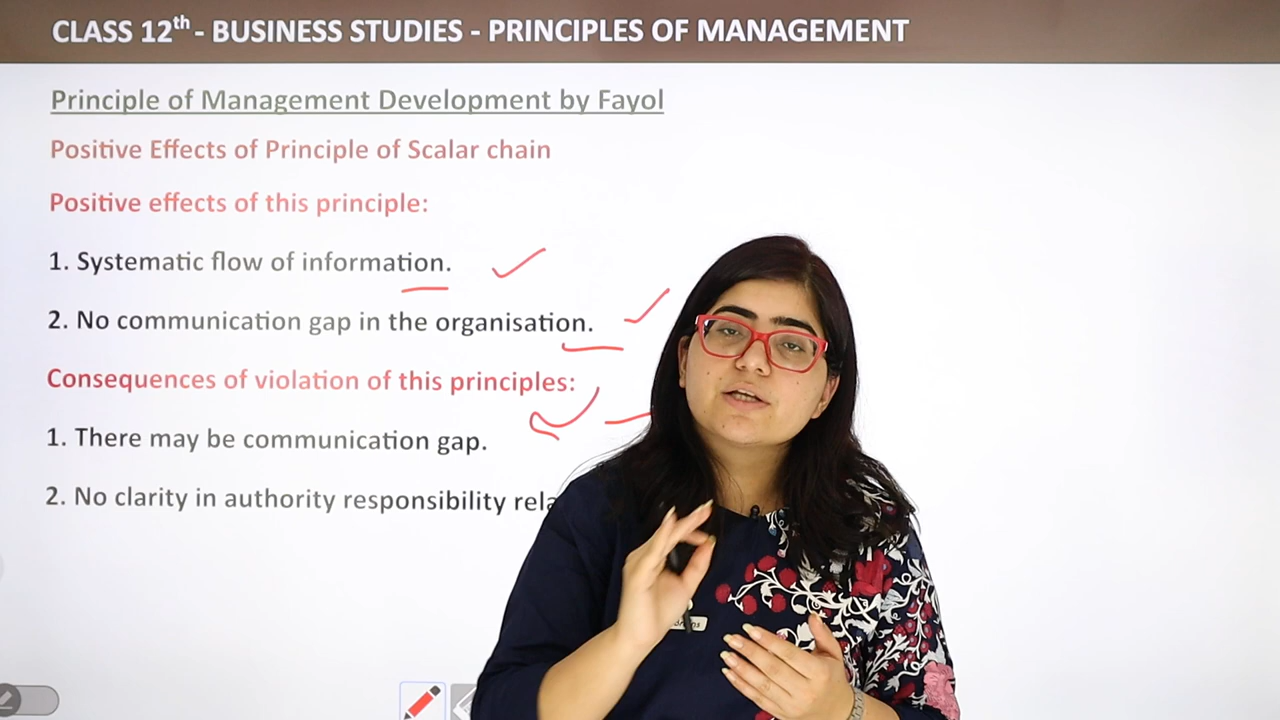 CLASS 12th - BUSINESS STUDIES - PRINCIPLES OF MANAGEMENT
Principle of Management Development by Fayol
Positive Effects of Principle of Scalar chain
Positive effects of this principle:
1. Systematic flow of information.
2. No communication gap in the organisation.
Consequences of violation of this principles:
1. There may be communication gap.
2. No clarity in authority responsibility